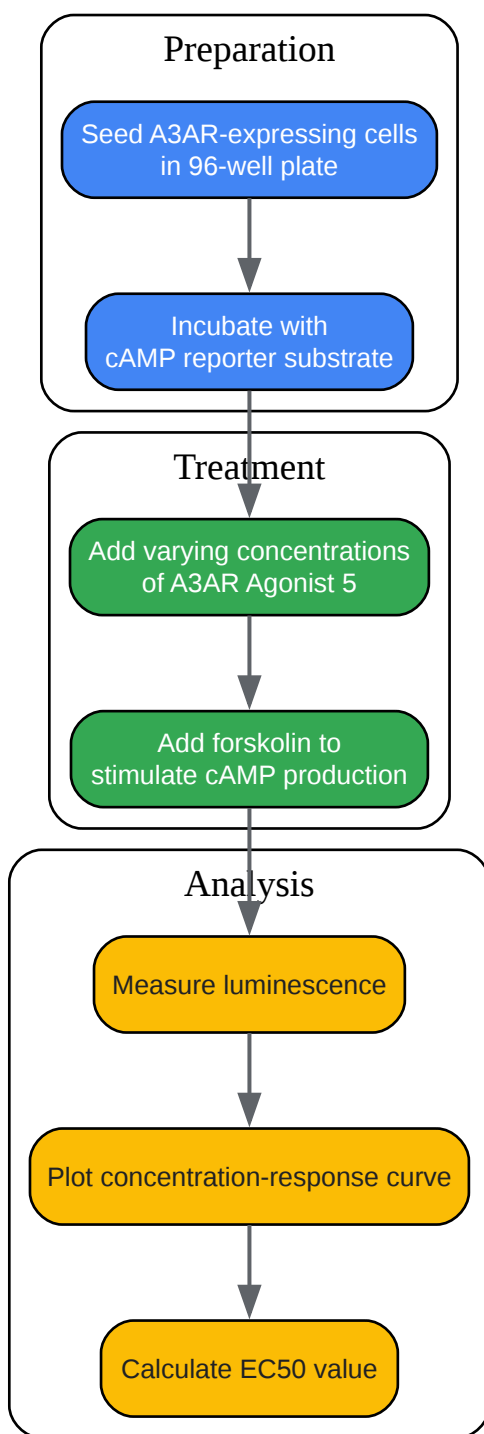 Preparation
Seed A3AR-expressing cells
in 96-well plate
Incubate with
cAMP reporter substrate
Treatment
Add varying concentrations
of A3AR Agonist 5
Add forskolin to
stimulate cAMP production
Analysis
Measure luminescence
Plot concentration-response curve
Calculate EC50 value